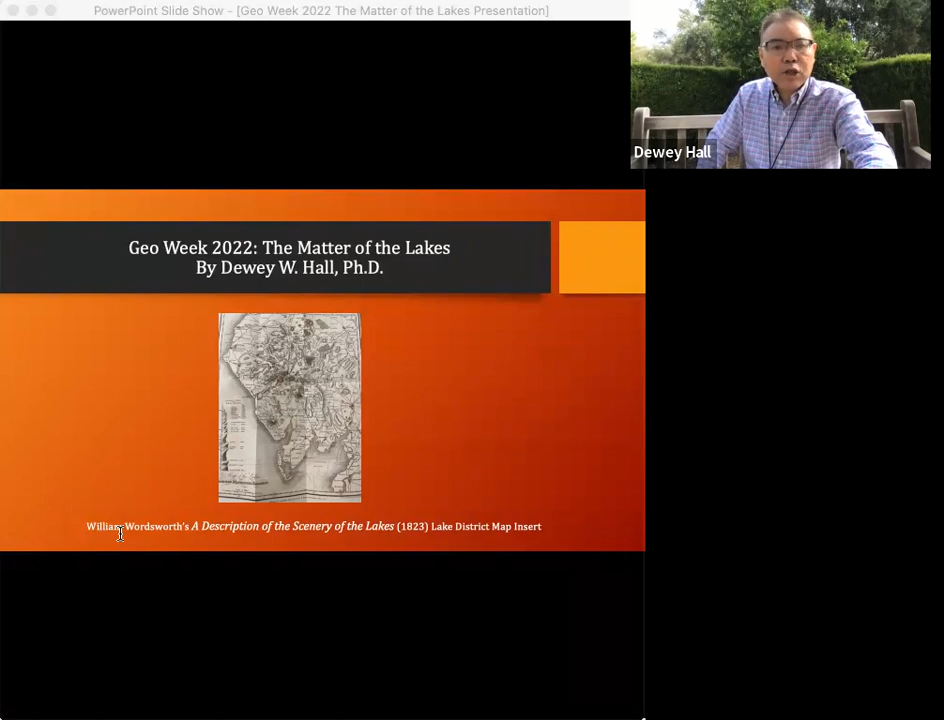 PowerPoint Slide Show - [Geo Week 2022 The Matter of the Lakes Presentation]
Dewey Hall
Geo Week 2022: The Matter of the Lakes
By Dewey W. Hall, Ph.D.
William Wordsworth's A Description of the Scenery of the Lakes (1823) Lake District Map Insert